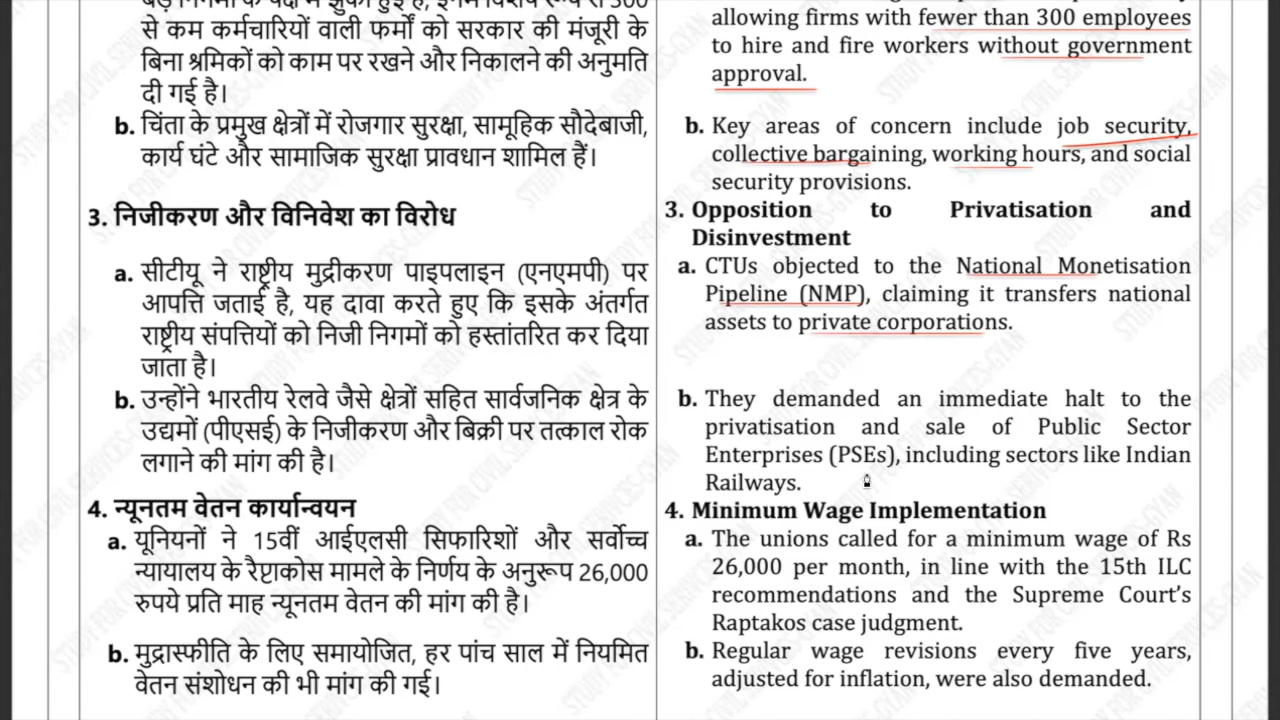 से कम कर्मचारियों वाली फर्मों को सरकार की मंजूरी के
बिना श्रमिकों को काम पर रखने और निकालने की अनुमति
दी गई है।
b. चिंता के प्रमुख क्षेत्रों में रोजगार सुरक्षा, सामूहिक सौदेबाजी,
कार्य घंटे और सामाजिक सुरक्षा प्रावधान शामिल हैं।
3. निजीकरण और विनिवेश का विरोध
a. सीटीयू ने राष्ट्रीय मुद्रीकरण पाइपलाइन (एनएमपी) पर
आपत्ति जताई है, यह दावा करते हुए कि इसके अंतर्गत
राष्ट्रीय संपत्तियों को निजी निगमों को हस्तांतरित कर दिया
जाता है।
b. उन्होंने भारतीय रेलवे जैसे क्षेत्रों सहित सार्वजनिक क्षेत्र के
उद्यमों (पीएसई) के निजीकरण और बिक्री पर तत्काल रोक
लगाने की मांग की है।
4. न्यूनतम वेतन कार्यान्वयन
a. यूनियनों ने 15वीं आईएलसी सिफारिशों और सर्वोच्च
न्यायालय के रैप्टाकोस मामले के निर्णय के अनुरूप 26,000
रुपये प्रति माह न्यूनतम वेतन की मांग की है।
b. मुद्रास्फीति के लिए समायोजित, हर पांच साल में नियमित
वेतन संशोधन की भी मांग की गई।
allowing firms with fewer than 300 employees
to hire and fire workers without government
approval.
b. Key areas of concern include job security,
collective bargaining, working hours, and social
security provisions.
3. Opposition to Privatisation and
Disinvestment
a. CTUs objected to the National Monetisation
Pipeline (NMP), claiming it transfers national
assets to private corporations.
b. They demanded an immediate halt to the
privatisation and sale of Public Sector
Enterprises (PSEs), including sectors like Indian
Railways.
4. Minimum Wage Implementation
a. The unions called for a minimum wage of Rs
26,000 per month, in line with the 15th ILC
recommendations and the Supreme Court's
Raptakos case judgment.
b. Regular wage revisions every five years,
adjusted for inflation, were also demanded.